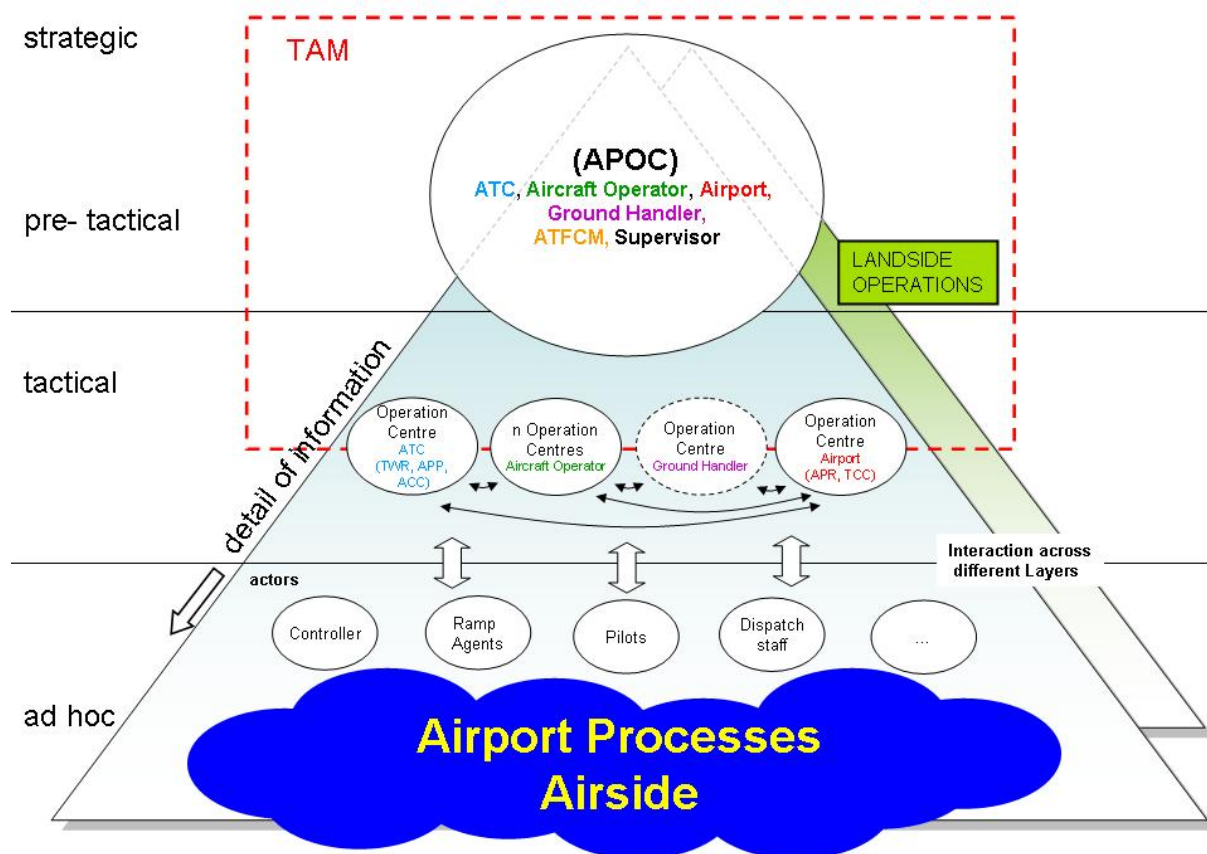 strategic
TAM
(APOC)
ATC, Aircraft Operator, Airport,
Ground Handler,
ATFCM, Supervisor
pre- tactical
LANDSIDE
OPERATIONS
tactical
detail of information
Operation
Centre
ATC
(TWR, APP,
ACC)
n Operation
Centres
Aircraft Operator
Operation
Centre
Ground Handler
Operation
Centre
Airport
(APR, TCC)
Interaction across
different Layers
actors
Controller
Ramp
Agents
Pilots
Dispatch
staff
...
ad hoc
Airport Processes
Airside